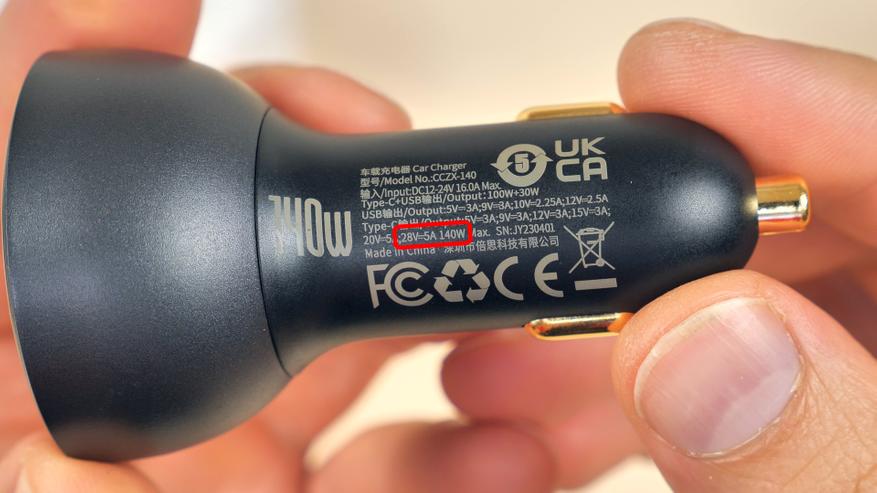 车载充电器 Car Charger
型号/Model No.:CCZX-140
输入/Input:DC12-24V 16.0A Max.
Type-C+USB输出/Output:100W+30W
USB输出/Output:5V=3A;9V=3A;10V=2.25A;12V=2.5A
Type-C输出/Output:5V=3A;9V=3A;12V=3A;15V=3A;
28V=5A 140W Max. SN:JY230401
Made in China 深圳市倍思科技有限公司
140W
5
UK
CA
FC
CE